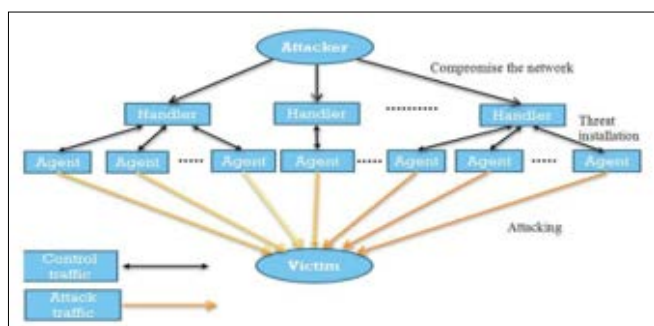 Attacker
Compromise the network
Handler Handler Handler
Threat
installation
Agent Agent Agent Agent Agent Agent Agent
Attacking
Control
traffic
Victim
Attack
traffic